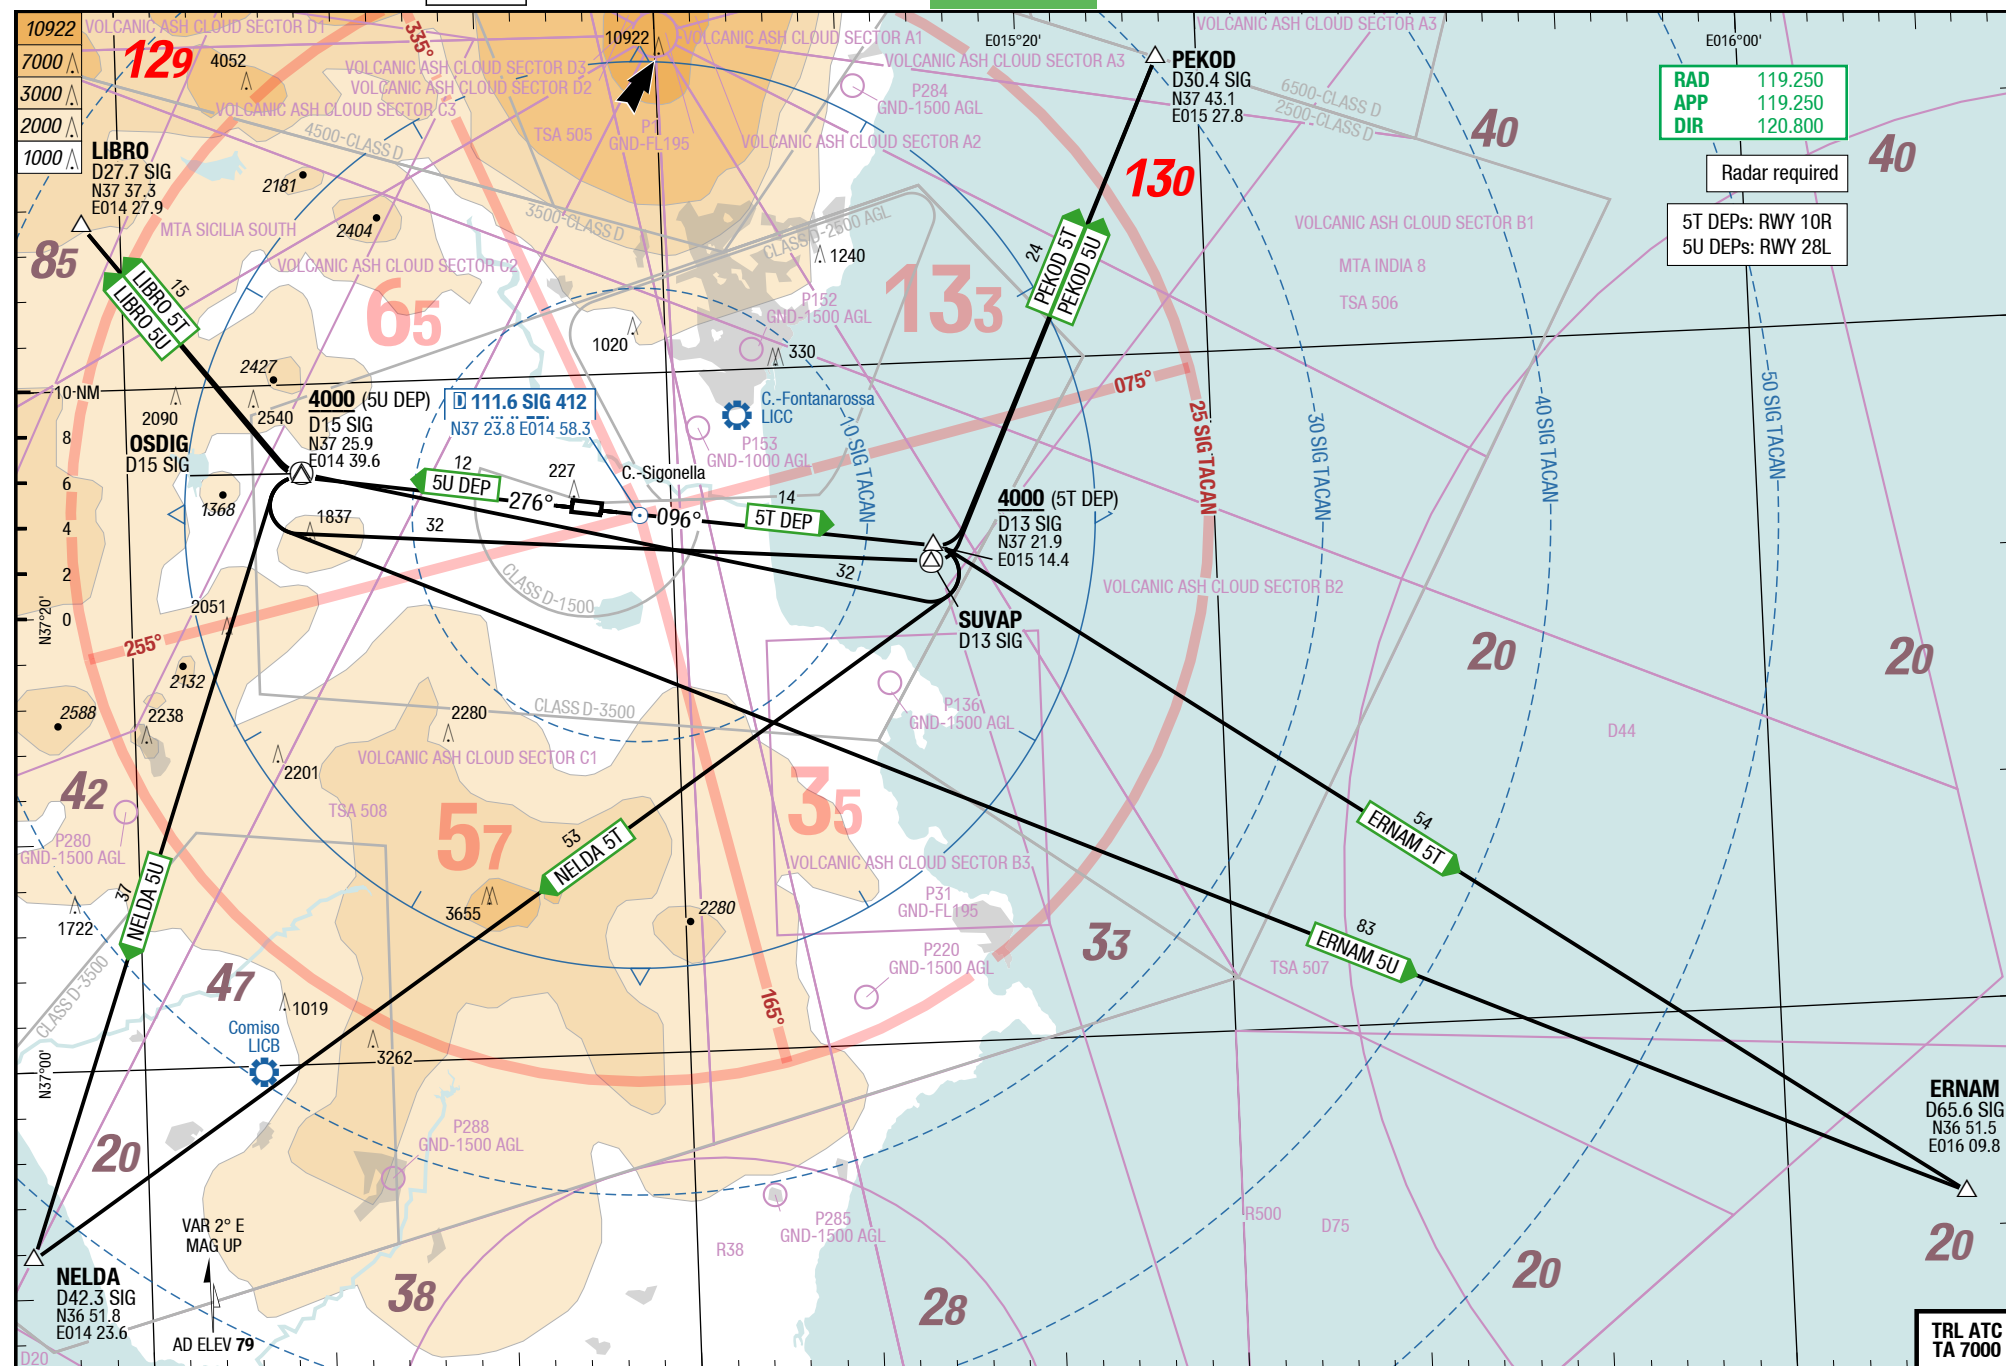 10922
7000
3000
2000
1000
VOLCANIC ASH CLOUD SECTOR D1
129
4052
335°
VOLCANIC ASH CLOUD SECTOR D3
VOLCANIC ASH CLOUD SECTOR D2
VOLCANIC ASH CLOUD SECTOR C3
4500-CLASS D
10922
VOLCANIC ASH CLOUD SECTOR A1
VOLCANIC ASH CLOUD SECTOR A3
P284
GND-1500 AGL
TSA 505
P1
GND-FL195
VOLCANIC ASH CLOUD SECTOR A2
E015°20'
VOLCANIC ASH CLOUD SECTOR A3
PEKOD
D30.4 SIG
N37 43.1
E015 27.8
6500-CLASS D
2500-CLASS D
40
E016°00'
RAD 119.250
APP 119.250
DIR 120.800
40
Radar required
5T DEPs: RWY 10R
5U DEPs: RWY 28L
LIBRO
D27.7 SIG
N37 37.3
E014 27.9
2181
2404
MTA SICILIA SOUTH
85
3500-CLASS D
CLASS D-2500 AGL
1240
VOLCANIC ASH CLOUD SECTOR C2
130
24
PEKOD 5T
PEKOD 5U
VOLCANIC ASH CLOUD SECTOR B1
MTA INDIA 8
TSA 506
15
LIBRO 5T
LIBRO 5U
65
133
P152
GND-1500 AGL
1020
330
2427
10 NM
8
6
4
2
0
2090
2540
OSDIG
D15 SIG
4000 (5U DEP)
D15 SIG
N37 25.9
E014 39.6
D 111.6 SIG 412
N37 23.8 E014 58.3
C.-Fontanarossa
LICC
P153
GND-1000 AGL
075°
10 SIG TACAN
25 SIG TACAN
30 SIG TACAN
40 SIG TACAN
50 SIG TACAN
12
5U DEP
276°
227
C.-Sigonella
096°
14
5T DEP
4000 (5T DEP)
D13 SIG
N37 21.9
E015 14.4
1368
1837
32
32
CLASS D-1500
SUVAP
D13 SIG
VOLCANIC ASH CLOUD SECTOR B2
N37°20'
2051
255°
2132
2588
2238
20
20
2280
CLASS D-3500
P136
GND-1500 AGL
D44
VOLCANIC ASH CLOUD SECTOR C1
2201
42
TSA 508
P280
GND-1500 AGL
57
35
53
NELDA 5T
54
ERNAM 5T
VOLCANIC ASH CLOUD SECTOR B3
37
NELDA 5U
1722
3655
2280
P31
GND-FL195
33
83
ERNAM 5U
P220
GND-1500 AGL
TSA 507
CLASS D-3500
47
1019
165°
Comiso
LICB
3262
N37°00'
ERNAM
D65.6 SIG
N36 51.5
E016 09.8
20
P288
GND-1500 AGL
P285
GND-1500 AGL
R38
R500
D75
20
20
VAR 2° E
MAG UP
NELDA
D42.3 SIG
N36 51.8
E014 23.6
38
28
AD ELEV 79
D20
TRL ATC
TA 7000